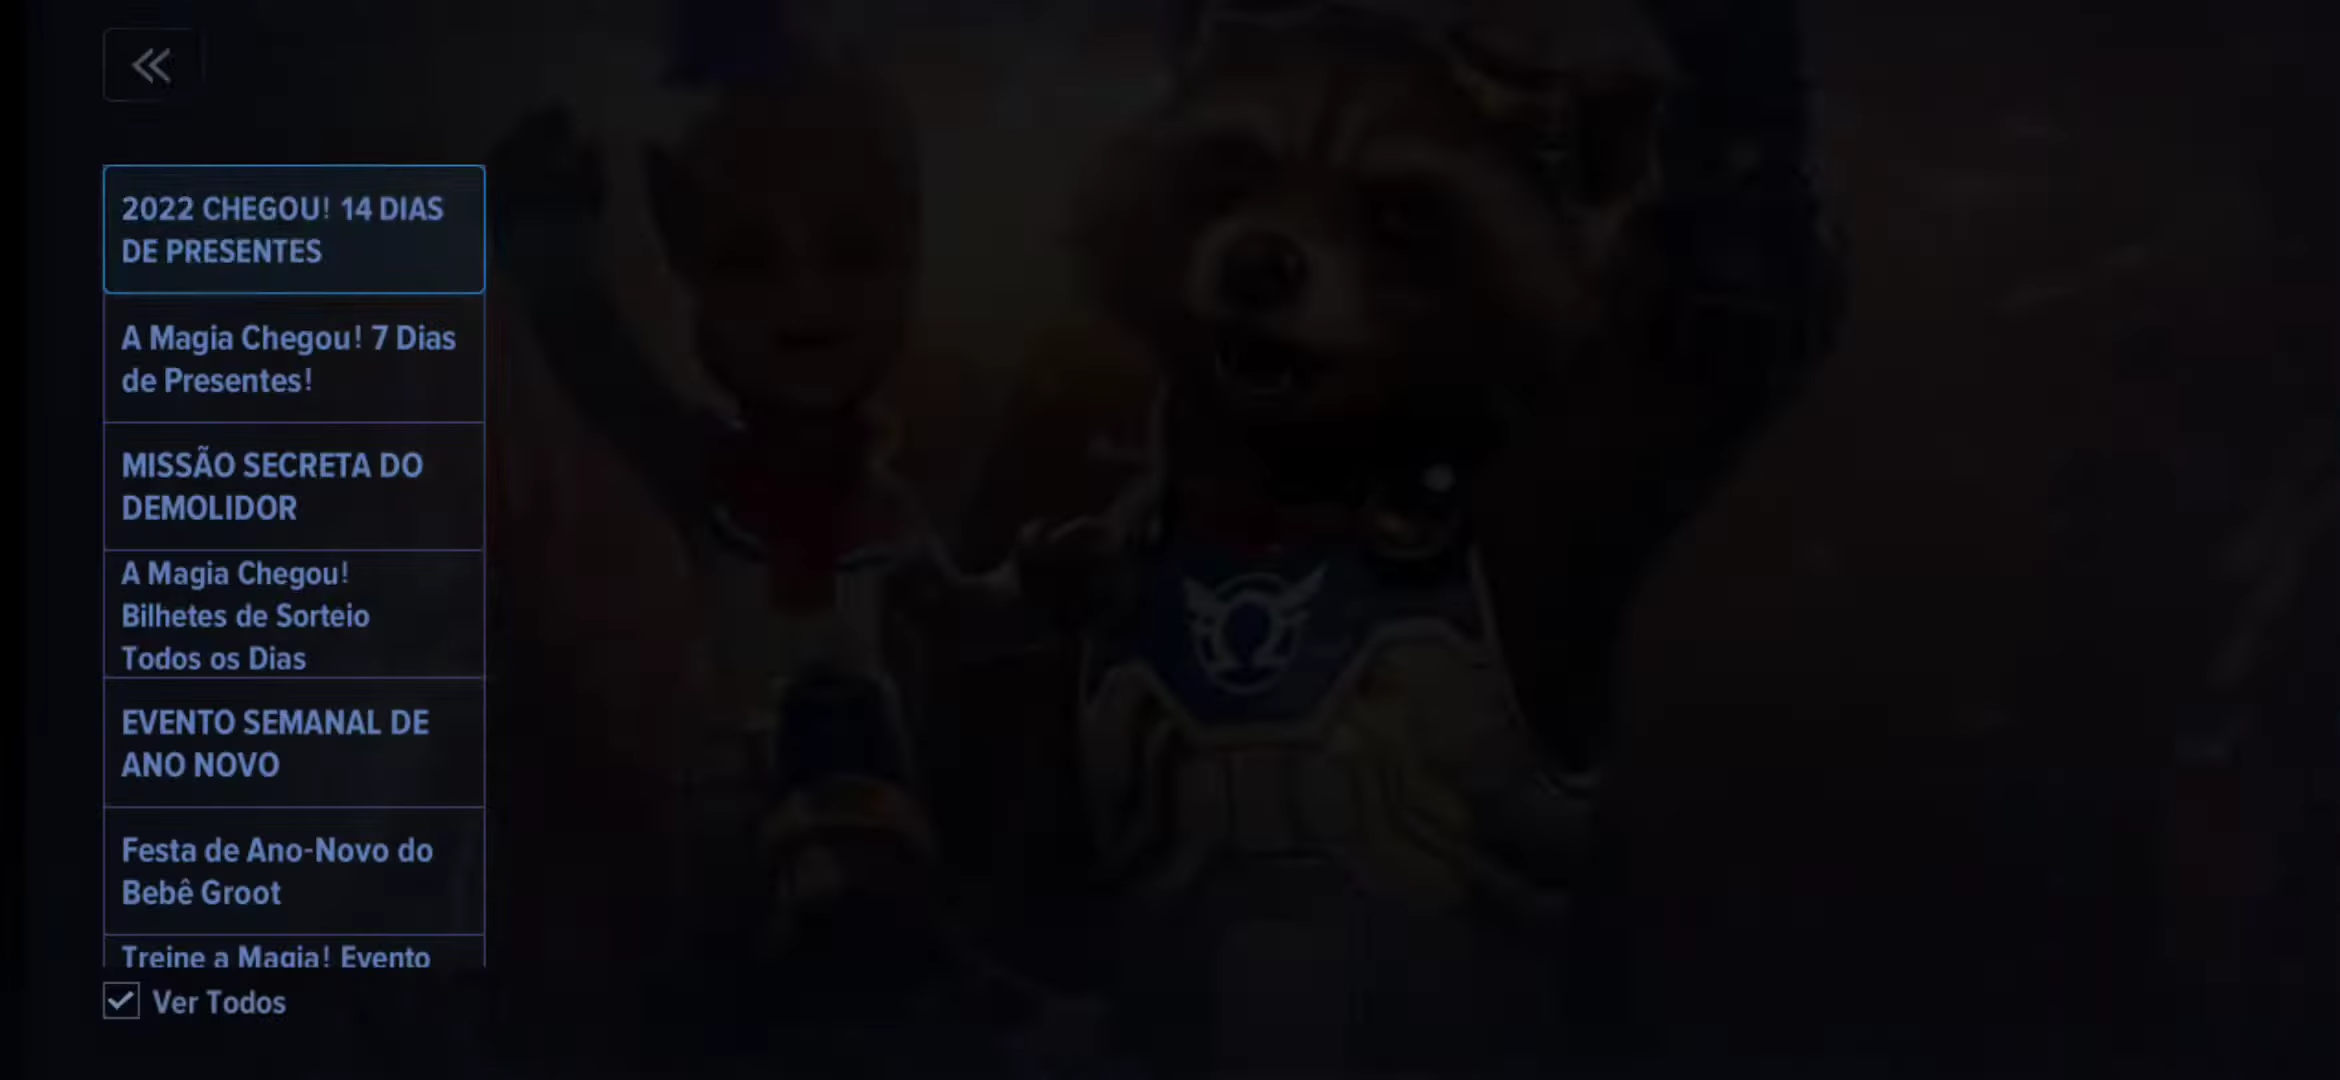 2022 CHEGOU! 14 DIAS
DE PRESENTES
A Magia Chegou! 7 Dias
de Presentes!
MISSÃO SECRETA DO
DEMOLIDOR
A Magia Chegou!
Bilhetes de Sorteio
Todos os Dias
EVENTO SEMANAL DE
ANO NOVO
Festa de Ano-Novo do
Bebê Groot
Treine a Magia! Evento
Ver Todos